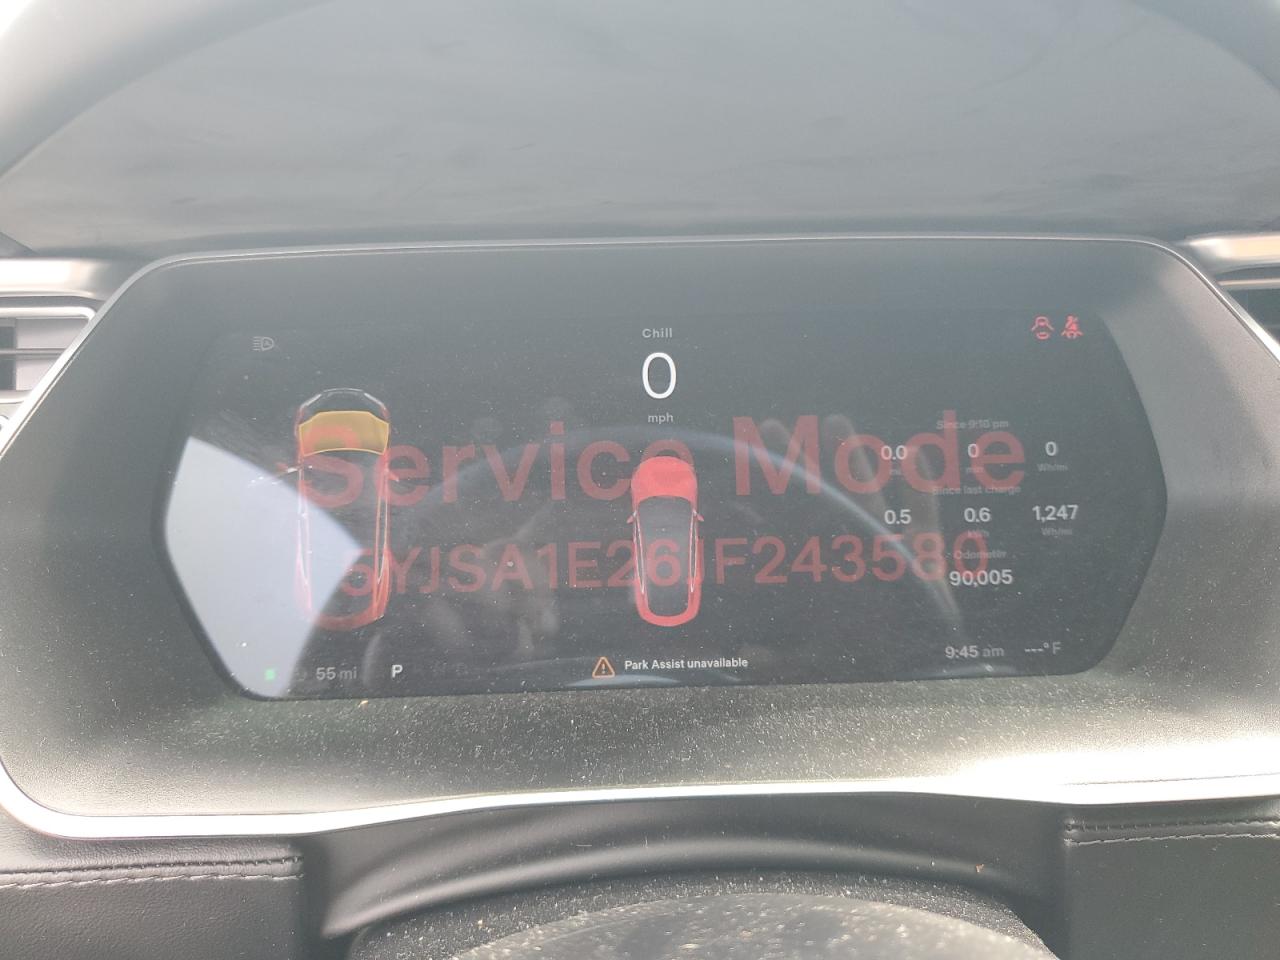 Chill
0
mph
Service Mode
Since 9:10 pm
0.0 0 0
mi Wh/mi
Since last charge
0.5 0.6 1,247
Wh/mi
5YJSA1E26JF243580
Odometer
90,005
55 mi P
Park Assist unavailable
9:45 am ---°F